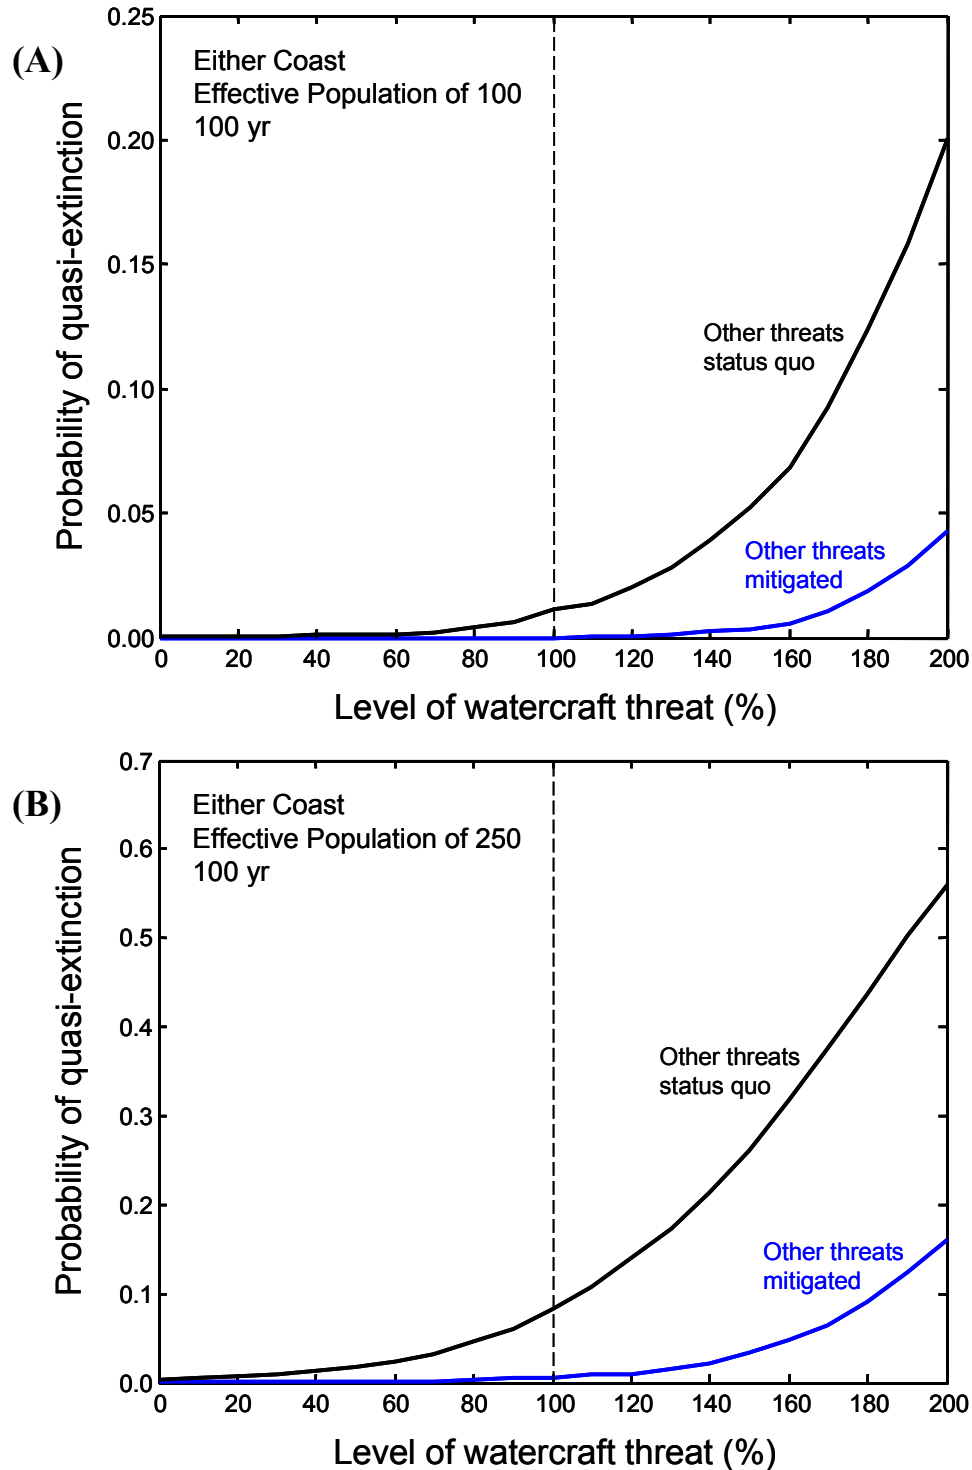 (A)
Either Coast
Effective Population of 100
100 yr
Probability of quasi-extinction
0.25
0.20
0.15
0.10
0.05
0.00
Other threats
status quo
Other threats
mitigated
0 20 40 60 80 100 120 140 160 180 200
Level of watercraft threat (%)
(B)
Either Coast
Effective Population of 250
100 yr
Probability of quasi-extinction
0.7
0.6
0.5
0.4
0.3
0.2
0.1
0.0
Other threats
status quo
Other threats
mitigated
0 20 40 60 80 100 120 140 160 180 200
Level of watercraft threat (%)